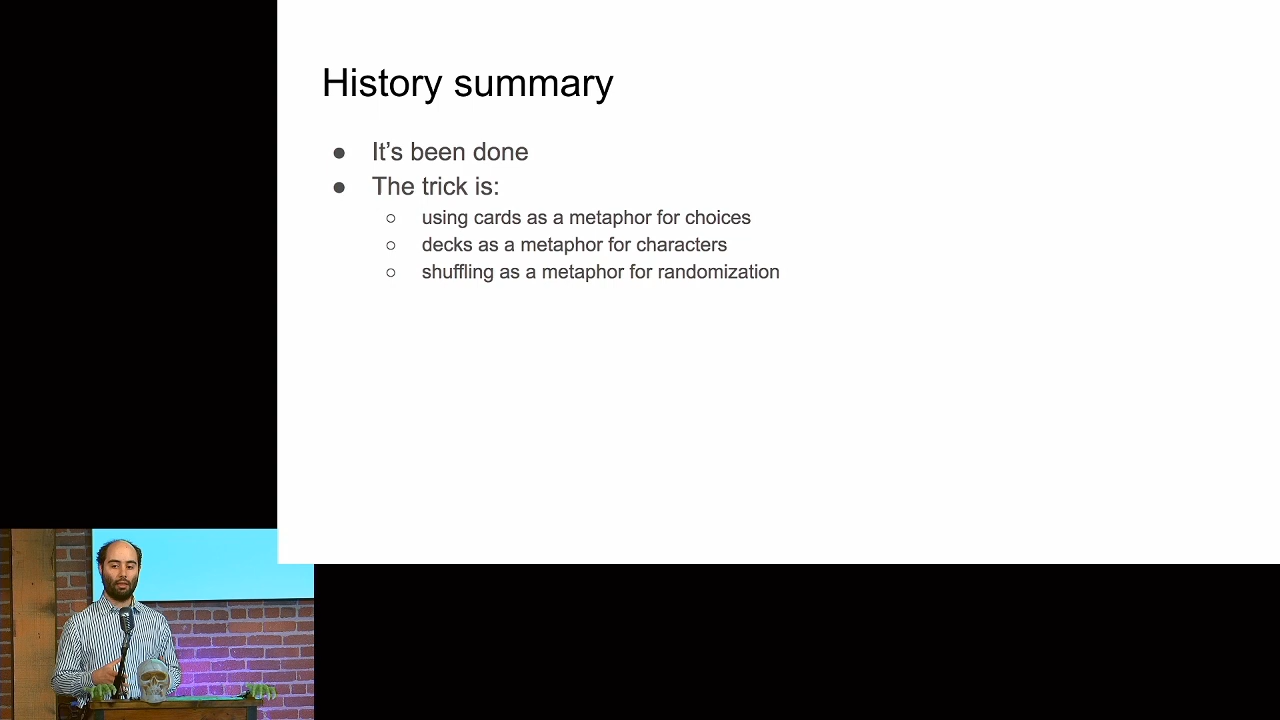 History summary
● It’s been done
● The trick is:
○ using cards as a metaphor for choices
○ decks as a metaphor for characters
○ shuffling as a metaphor for randomization